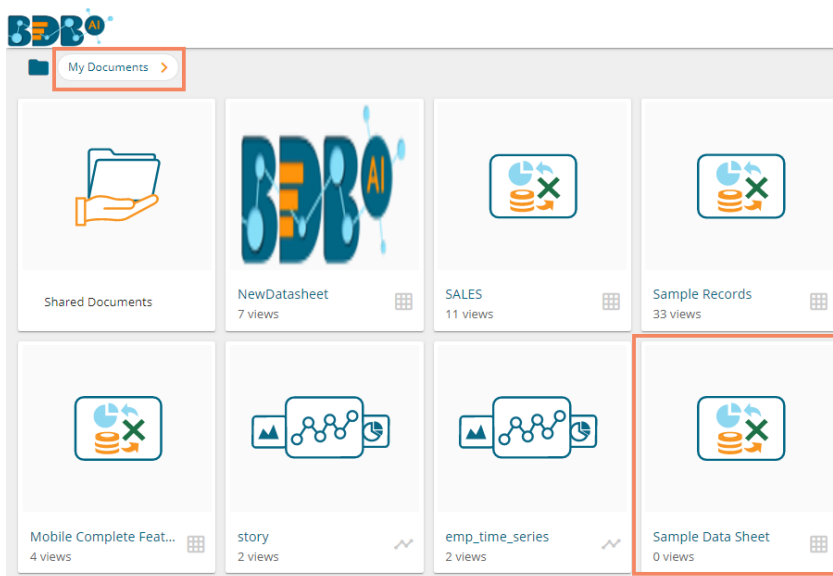 BDB AI
My Documents
BDB AI
Shared Documents
NewDatasheet
7 views
SALES
11 views
Sample Records
33 views
Mobile Complete Feat...
4 views
story
2 views
emp_time_series
2 views
Sample Data Sheet
0 views